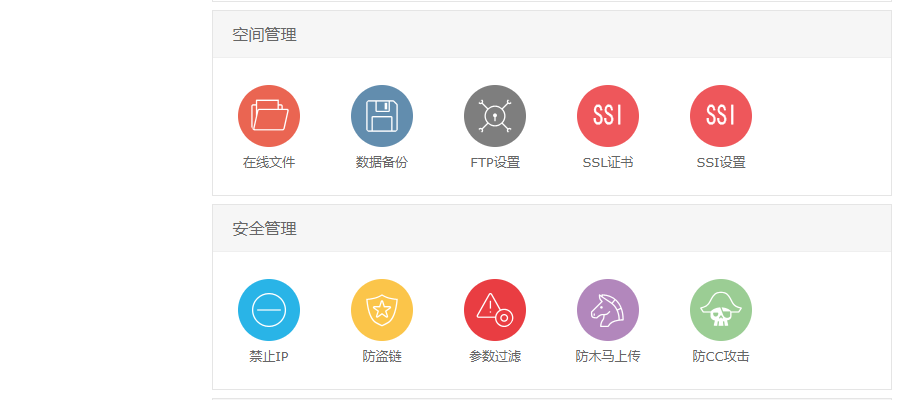 空间管理
SSI SSI
在线文件 数据备份 FTP设置 SSL证书 SSI设置
安全管理
禁止IP 防盗链 参数过滤 防木马上传 防CC攻击